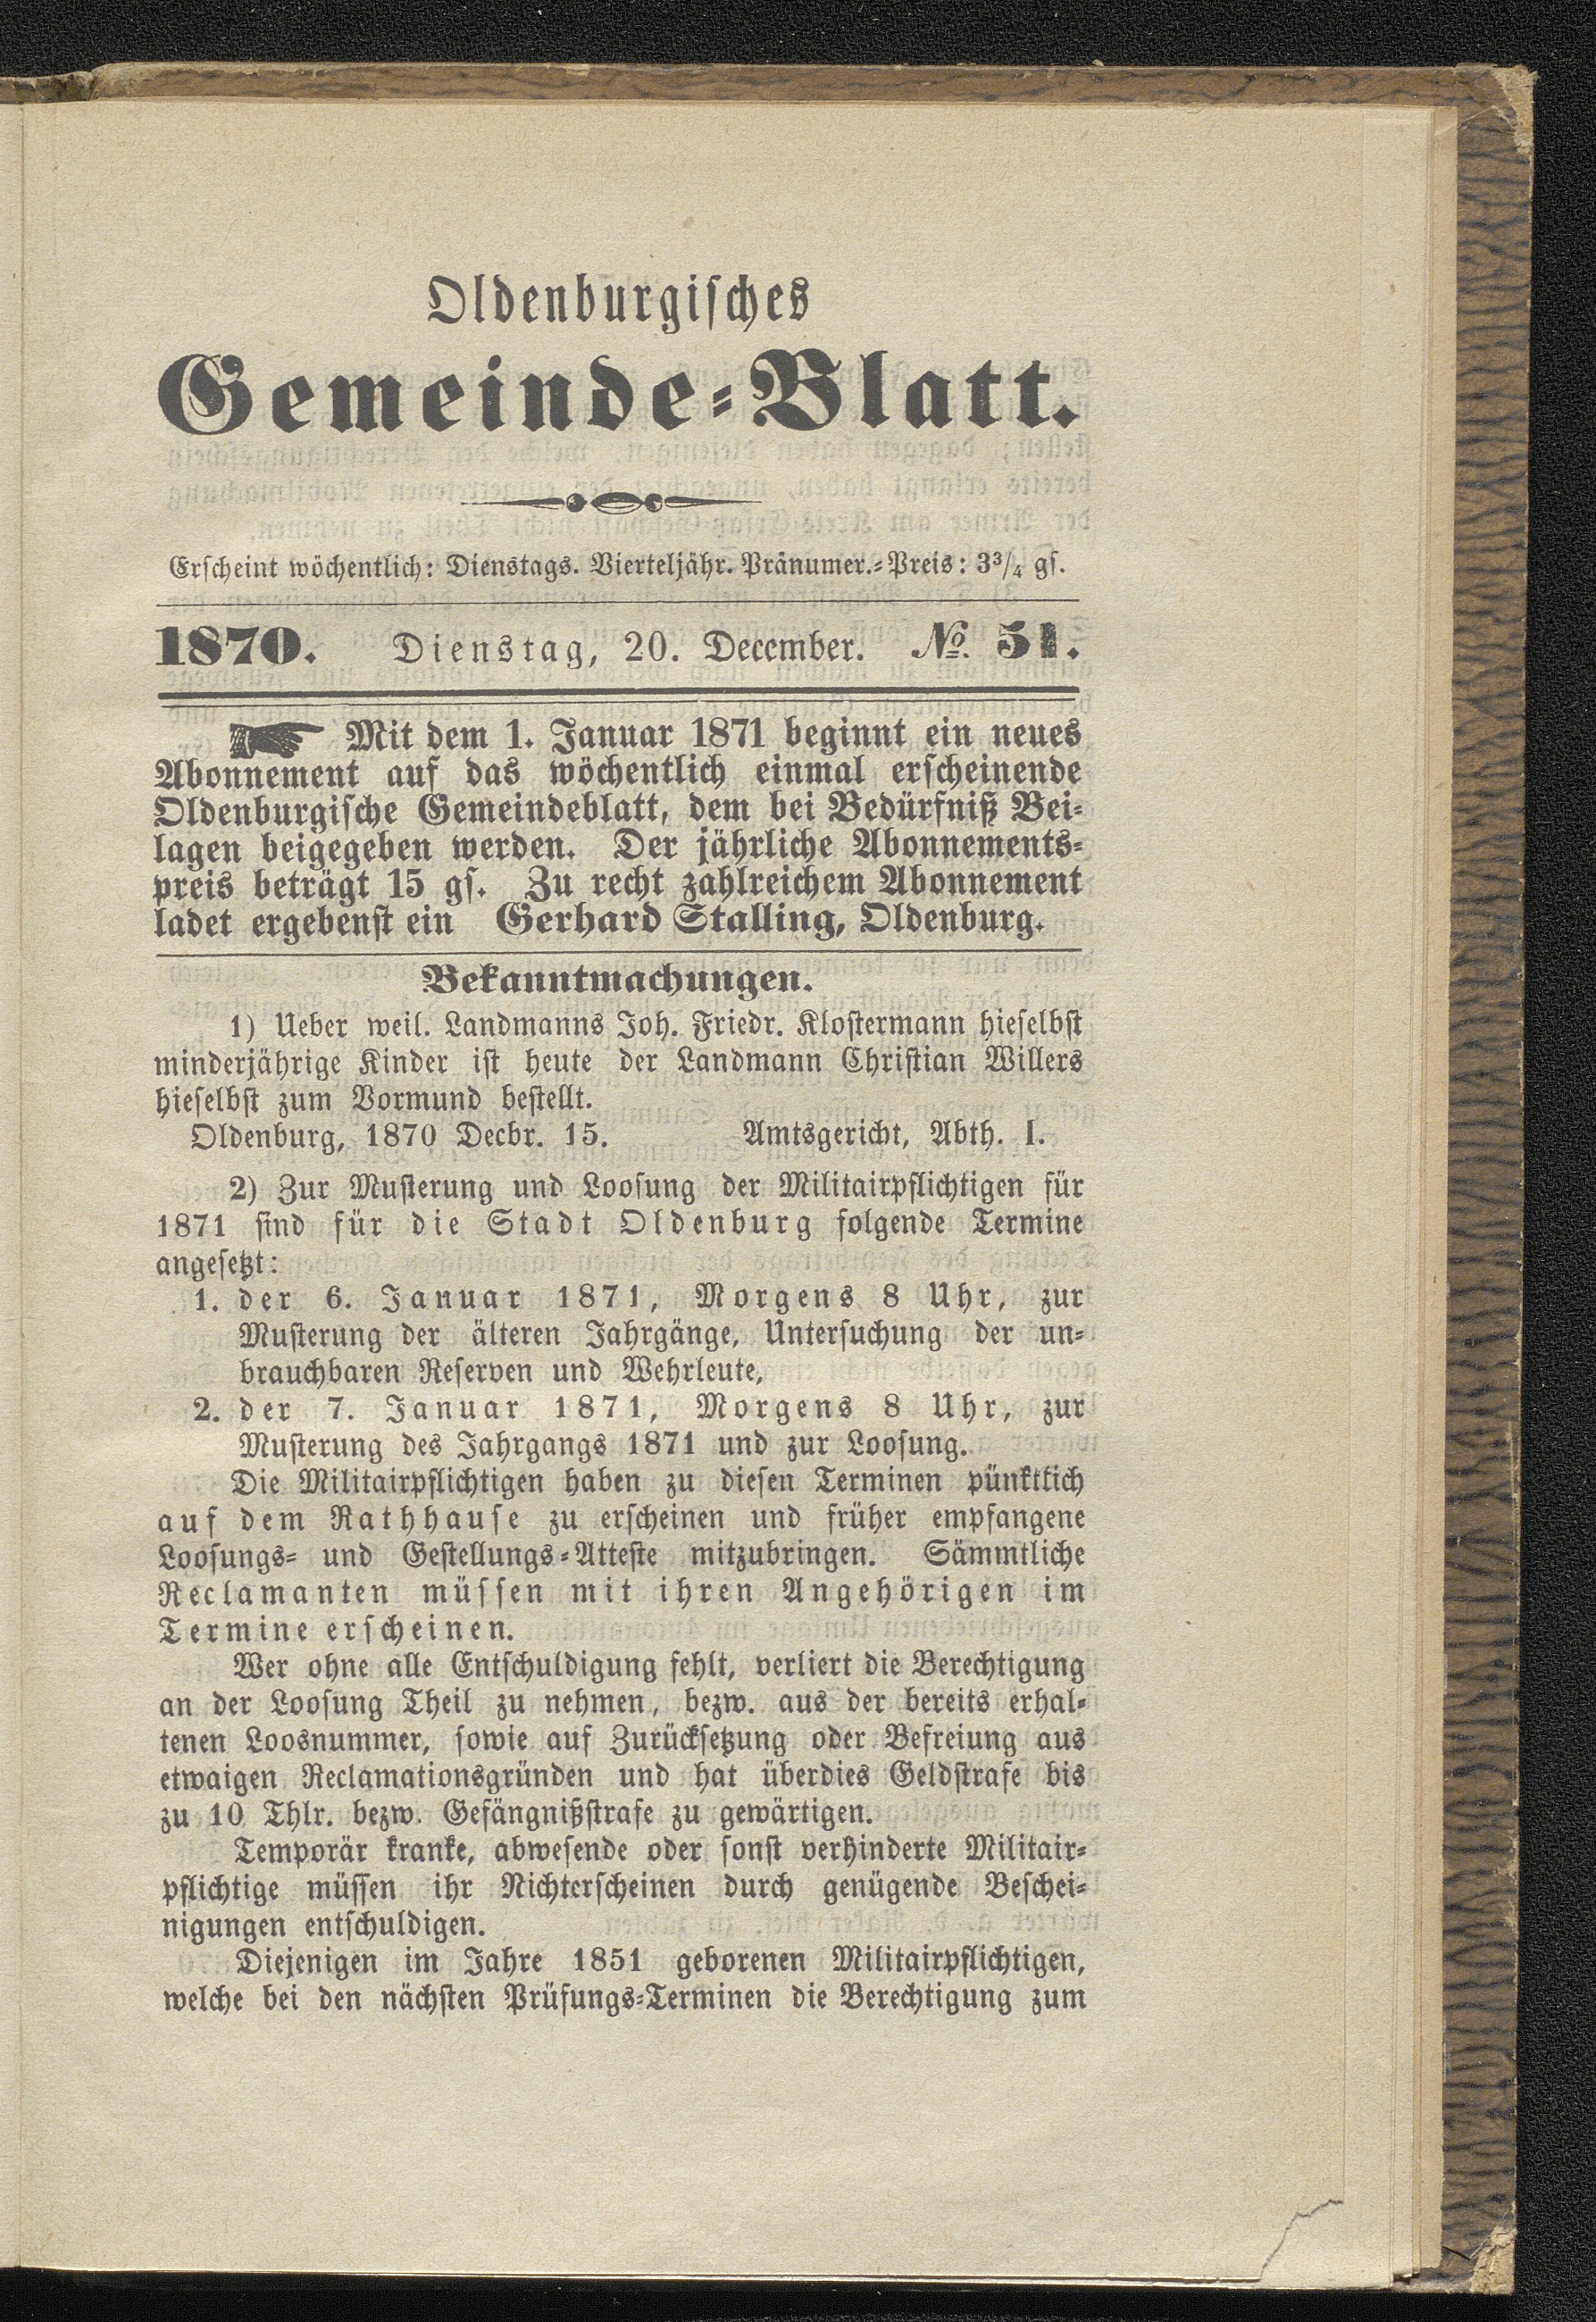 Oldenburgisches
Gemeinde-Blatt.
Erscheint wöchentlich: Dienstags. Vierteljähr. Pränumer.-Preis: 3³/₄ gs.
1870. Dienstag, 20. December. № 51.
☛ Mit dem 1. Januar 1871 beginnt ein neues
Abonnement auf das wöchentlich einmal erscheinende
Oldenburgische Gemeindeblatt, dem bei Bedürfniß Bei-
lagen beigegeben werden. Der jährliche Abonnements-
preis beträgt 15 gs. Zu recht zahlreichem Abonnement
ladet ergebenst ein Gerhard Stalling, Oldenburg.
Bekanntmachungen.
1) Ueber weil. Landmanns Joh. Friedr. Klostermann hieselbst
minderjährige Kinder ist heute der Landmann Christian Willers
hieselbst zum Vormund bestellt.
Oldenburg, 1870 Decbr. 15. Amtsgericht, Abth. I.
2) Zur Musterung und Loosung der Militairpflichtigen für
1871 sind für die Stadt Oldenburg folgende Termine
angesetzt:
1. der 6. Januar 1871, Morgens 8 Uhr, zur
Musterung der älteren Jahrgänge, Untersuchung der un-
brauchbaren Reserven und Wehrleute,
2. der 7. Januar 1871, Morgens 8 Uhr, zur
Musterung des Jahrgangs 1871 und zur Loosung.
Die Militairpflichtigen haben zu diesen Terminen pünktkich
auf dem Rathhause zu erscheinen und früher empfangene
Loosungs- und Gestellungs-Atteste mitzubringen. Sämmtliche
Reclamanten müssen mit ihren Angehörigen im
Termine erscheinen.
Wer ohne alle Entschuldigung fehlt, verliert die Berechtigung
an der Loosung Theil zu nehmen, bezw. aus der bereits erhal-
tenen Loosnummer, sowie auf Zurücksetzung oder Befreiung aus
etwaigen Reclamationsgründen und hat überdies Geldstrafe bis
zu 10 Thlr. bezw. Gefängnißstrafe zu gewärtigen.
Temporär kranke, abwesende oder sonst verhinderte Militair-
pflichtige müssen ihr Nichterscheinen durch genügende Beschei-
nigungen entschuldigen.
Diejenigen im Jahre 1851 geborenen Militairpflichtigen,
welche bei den nächsten Prüfungs-Terminen die Berechtigung zum